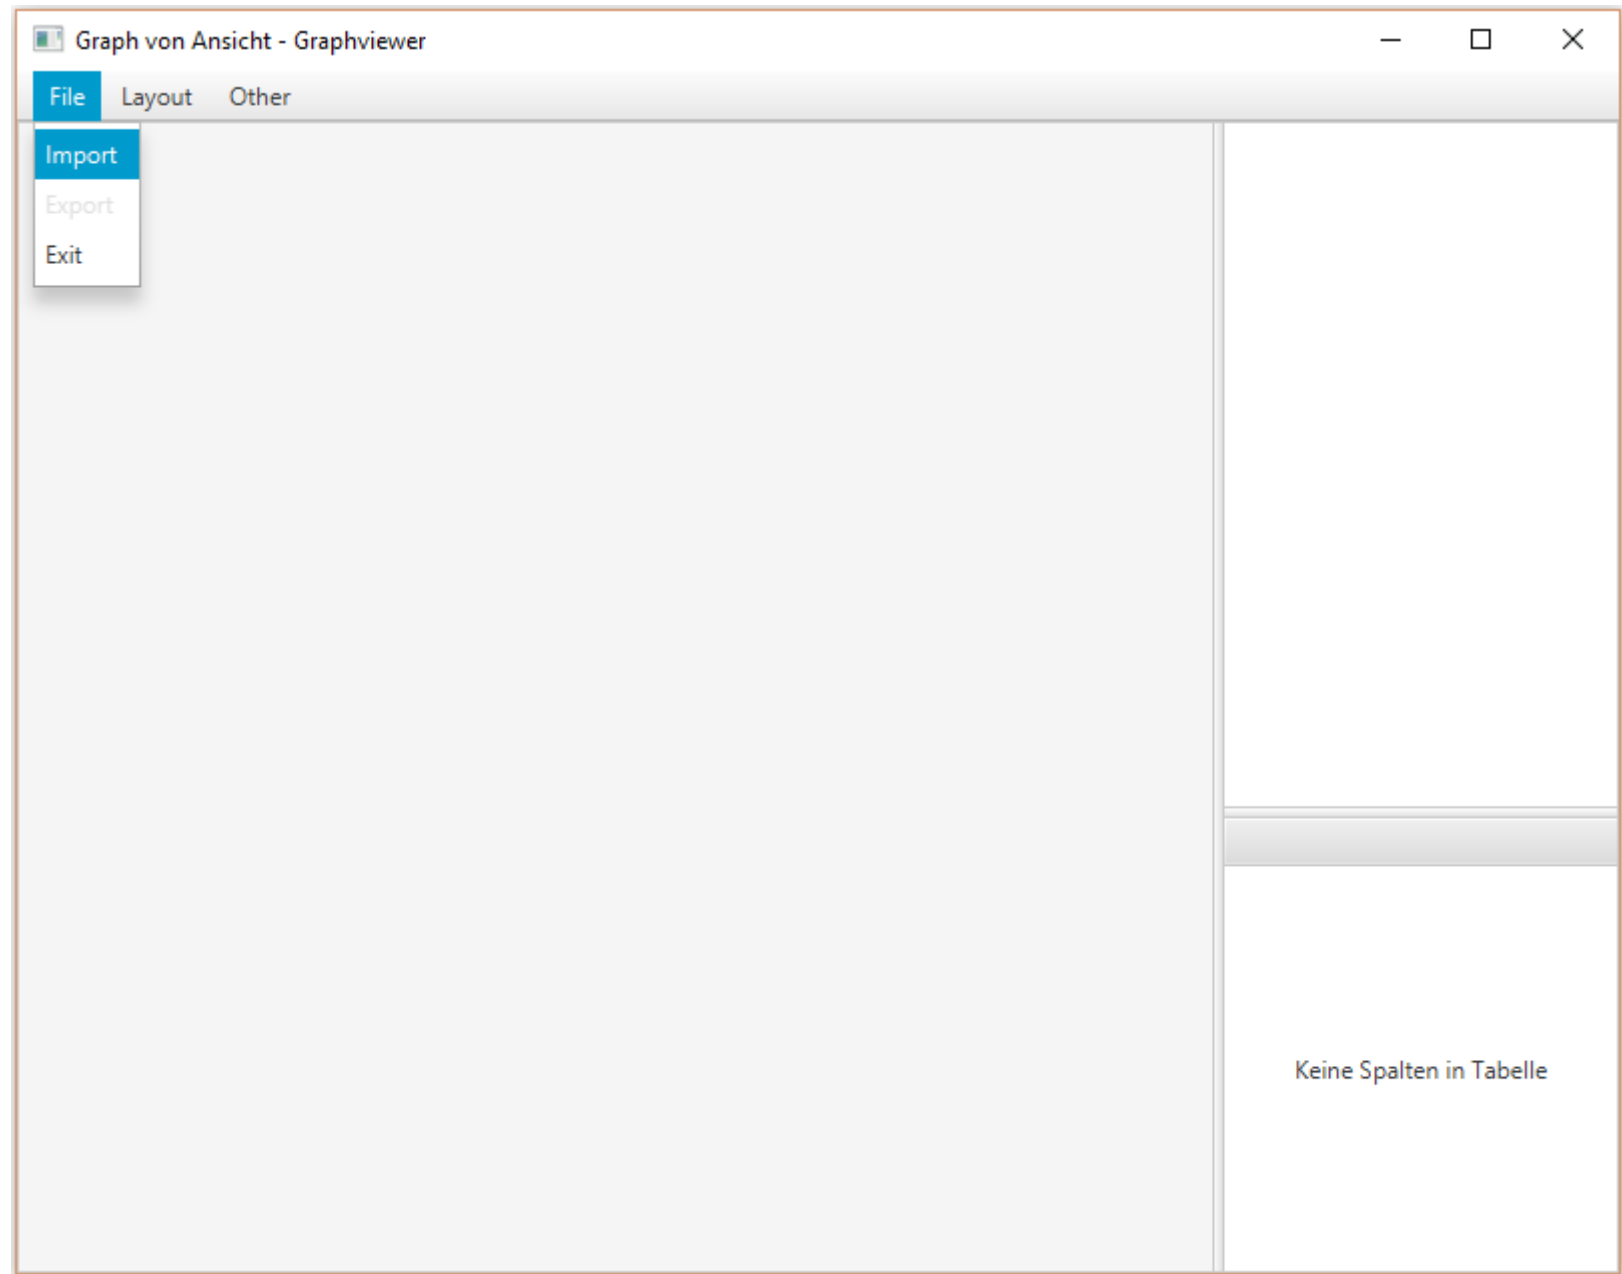 Graph von Ansicht - Graphviewer
File Layout Other
Import
Export
Exit
Keine Spalten in Tabelle